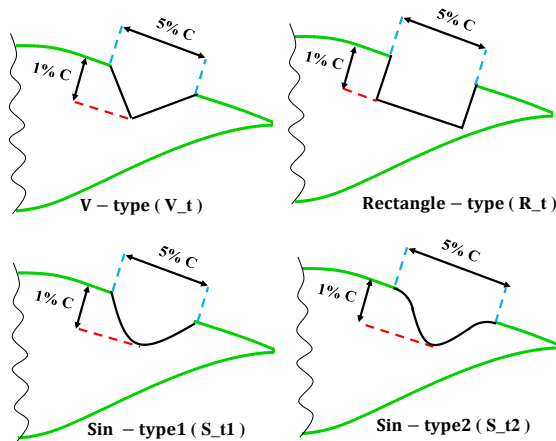 5% C
1% C
V – type ( V_t)
5% C
1% C
Rectangle – type ( R_t)
5% C
1% C
Sin – type1 ( S_t1)
5% C
1% C
Sin – type2 ( S_t2)